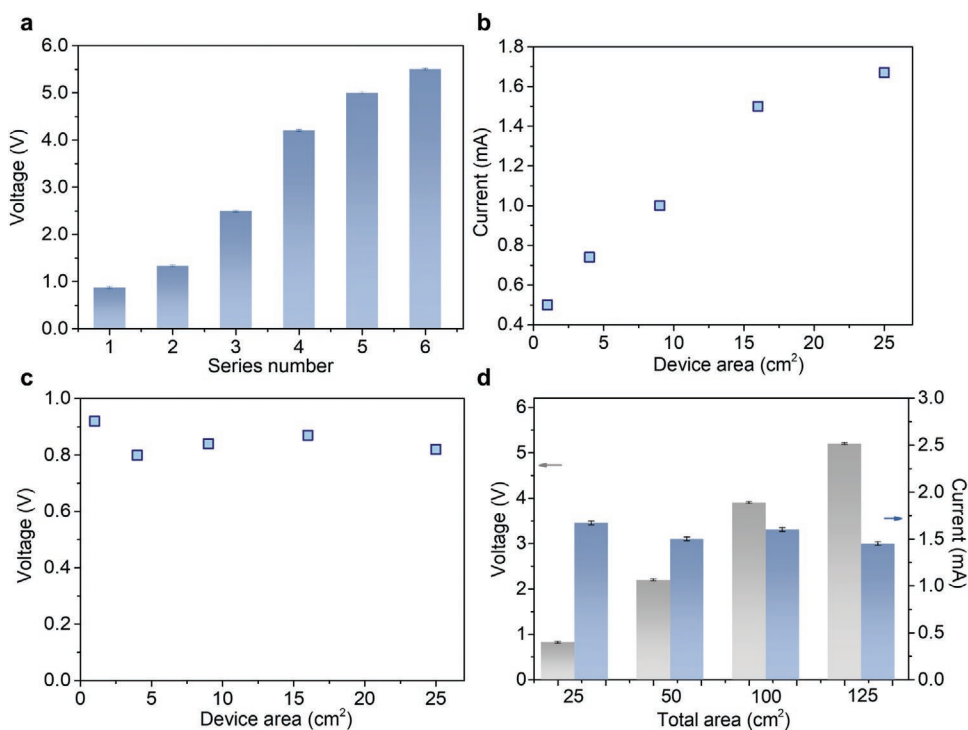 a
6.0
5.0
4.0
3.0
2.0
1.0
0.0
Voltage (V)
1 2 3 4 5 6
Series number
b
1.8
1.6
1.4
1.2
1.0
0.8
0.6
0.4
Current (mA)
0 5 10 15 20 25
Device area (cm²)
c
1.0
0.8
0.6
0.4
0.2
0.0
Voltage (V)
0 5 10 15 20 25
Device area (cm²)
d
6
5
4
3
2
1
0
Voltage (V)
3.0
2.5
2.0
1.5
1.0
0.5
0.0
Current (mA)
25 50 100 125
Total area (cm²)